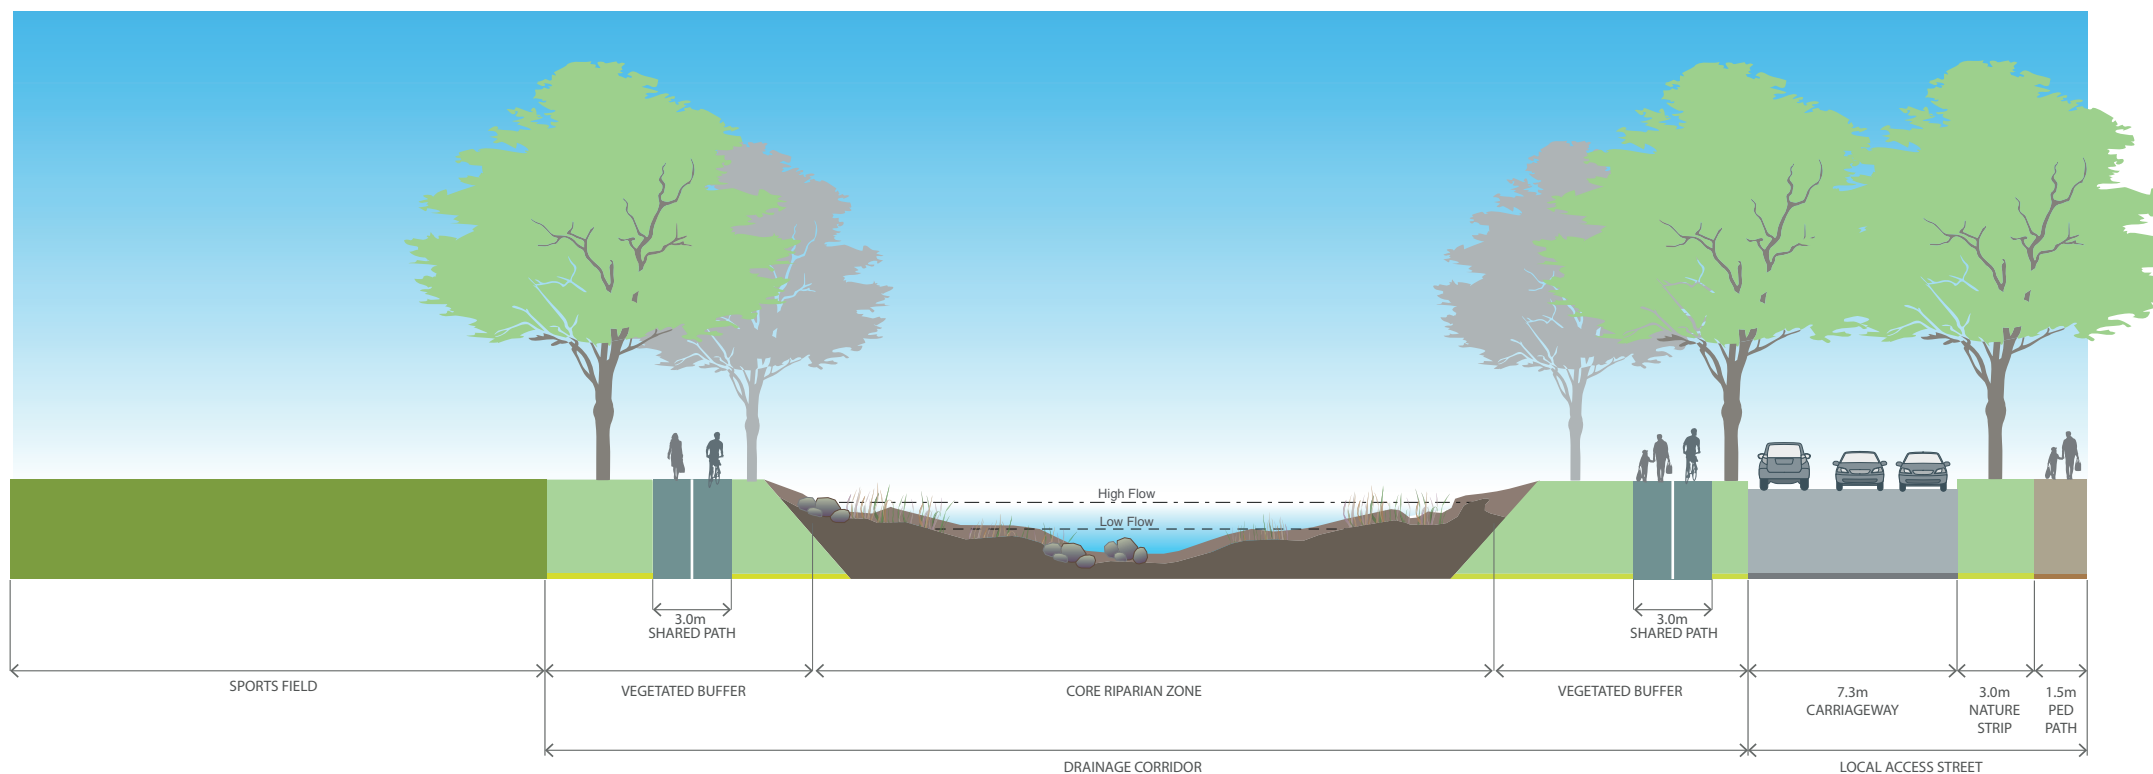 High Flow
Low Flow
3.0m
SHARED PATH
3.0m
SHARED PATH
SPORTS FIELD
VEGETATED BUFFER
CORE RIPARIAN ZONE
VEGETATED BUFFER
7.3m
CARRIAGEWAY
3.0m
NATURE
STRIP
1.5m
PED
PATH
DRAINAGE CORRIDOR
LOCAL ACCESS STREET